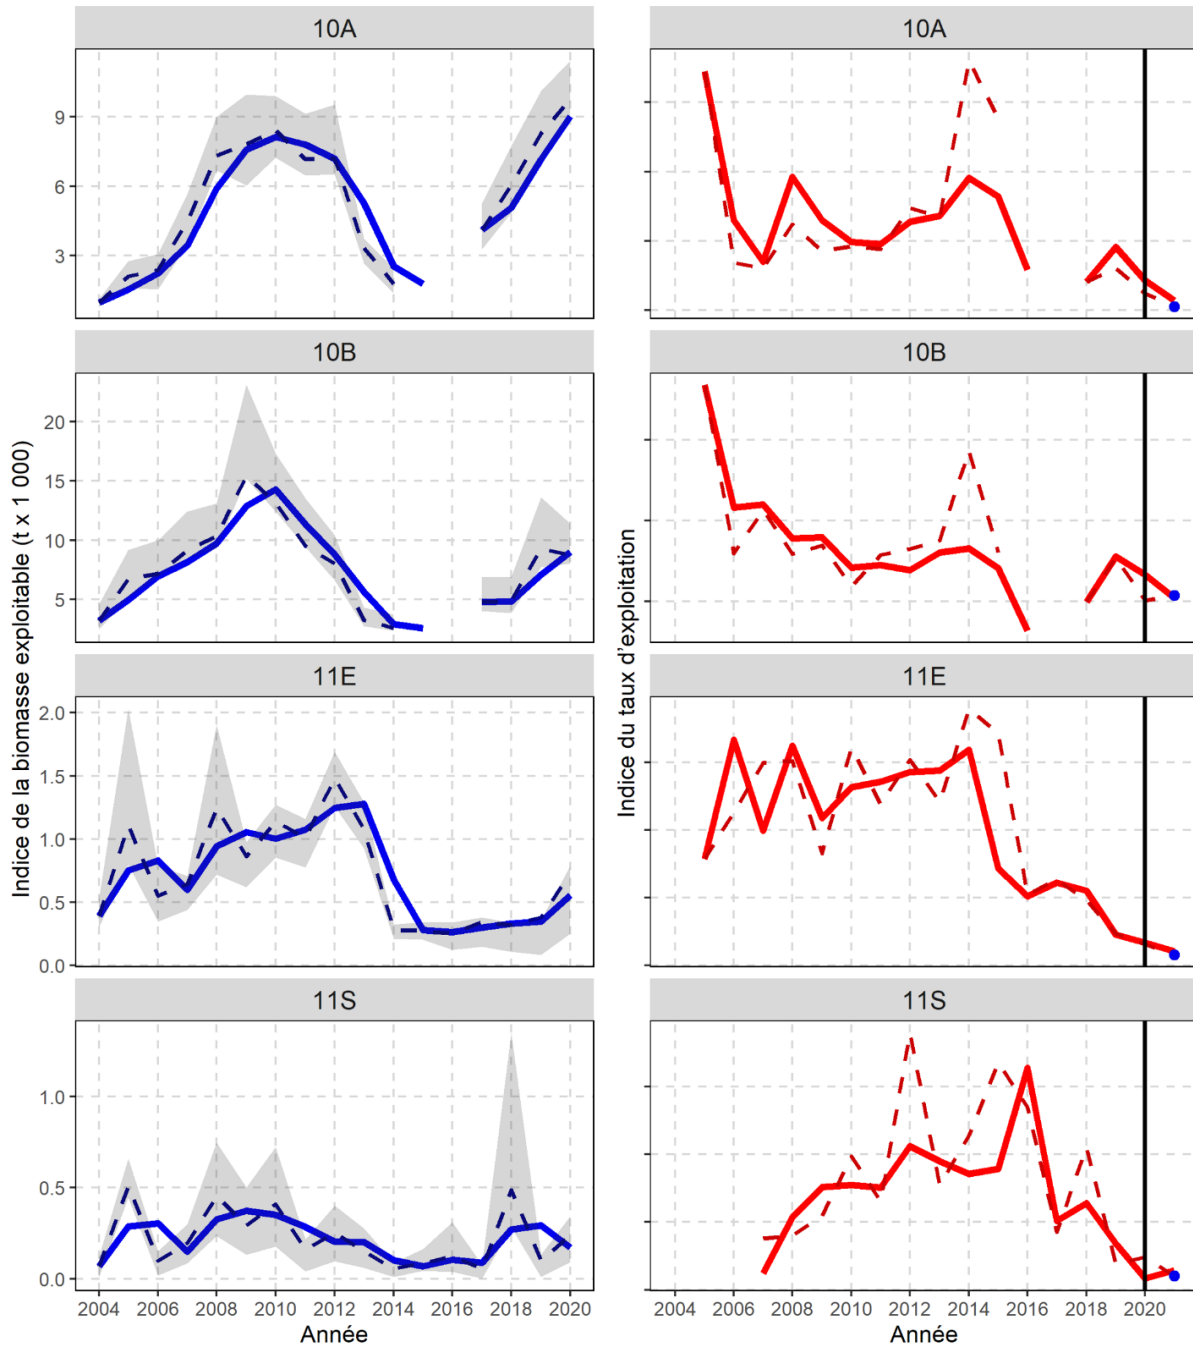 10A
10A
9
6
3
10B
10B
20
15
10
5
Indice de la biomasse exploitable (t x 1 000)
Indice du taux d'exploitation
11E
11E
2.0
1.5
1.0
0.5
0.0
11S
11S
1.0
0.5
0.0
2004 2006 2008 2010 2012 2014 2016 2018 2020
2004 2006 2008 2010 2012 2014 2016 2018 2020
Année
Année